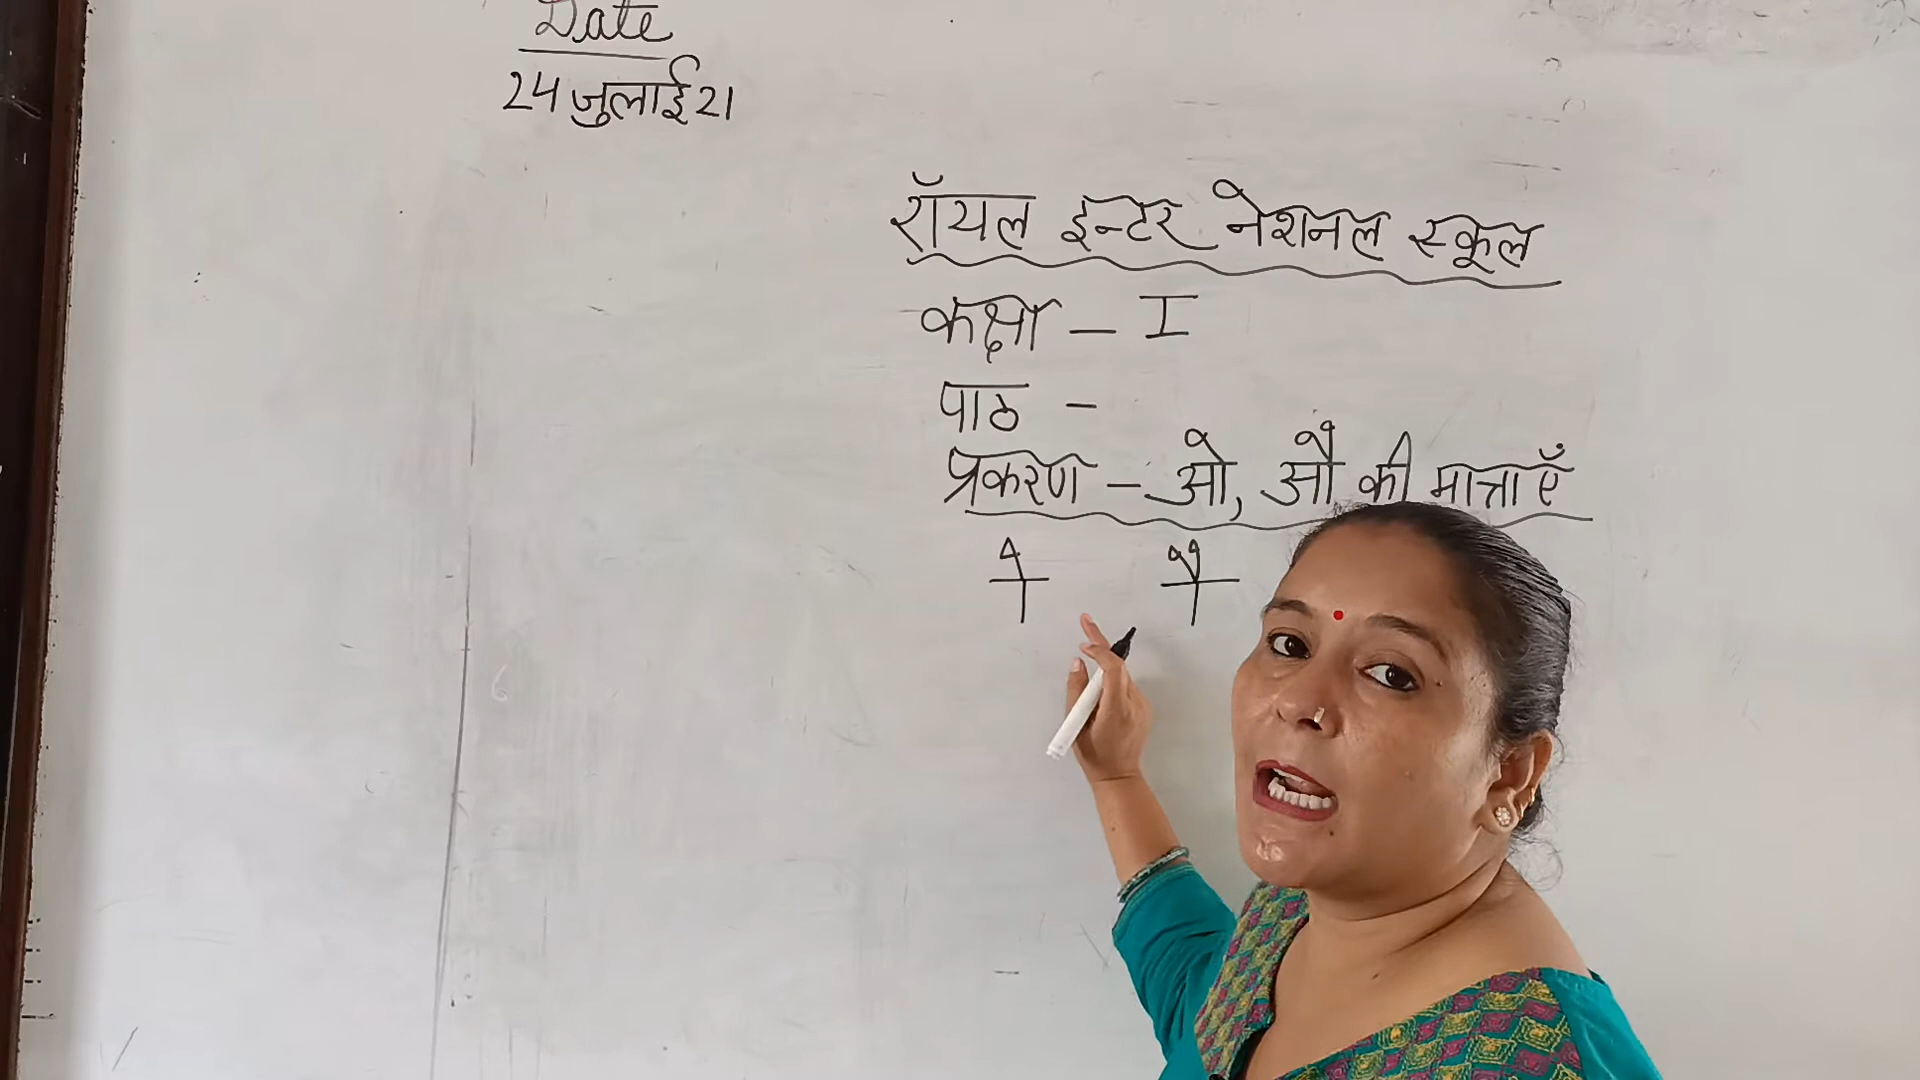 Date
24 जुलाई 21
रॉयल इन्टर नेशनल स्कूल
कक्षा - I
पाठ -
प्रकरण - ओ, औ की मात्राएँ
ो ौ